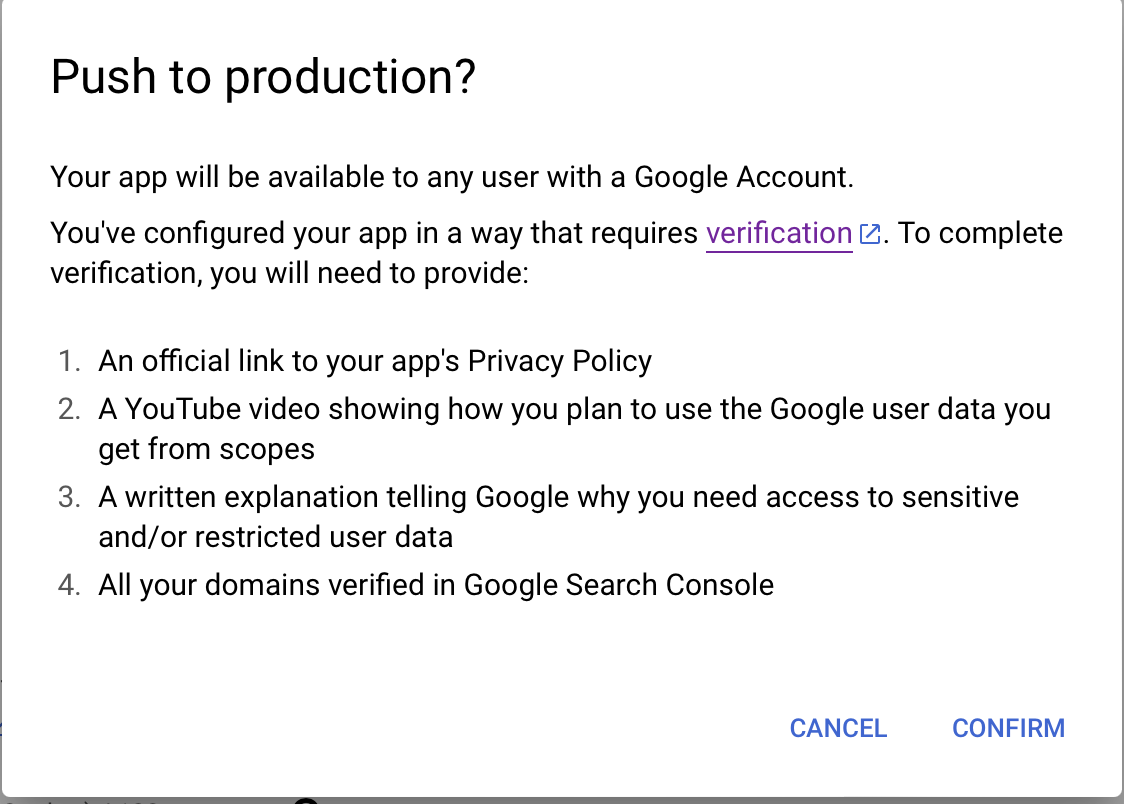 Push to production?
Your app will be available to any user with a Google Account.
You've configured your app in a way that requires verification. To complete
verification, you will need to provide:
1. An official link to your app's Privacy Policy
2. A YouTube video showing how you plan to use the Google user data you
get from scopes
3. A written explanation telling Google why you need access to sensitive
and/or restricted user data
4. All your domains verified in Google Search Console
CANCEL CONFIRM